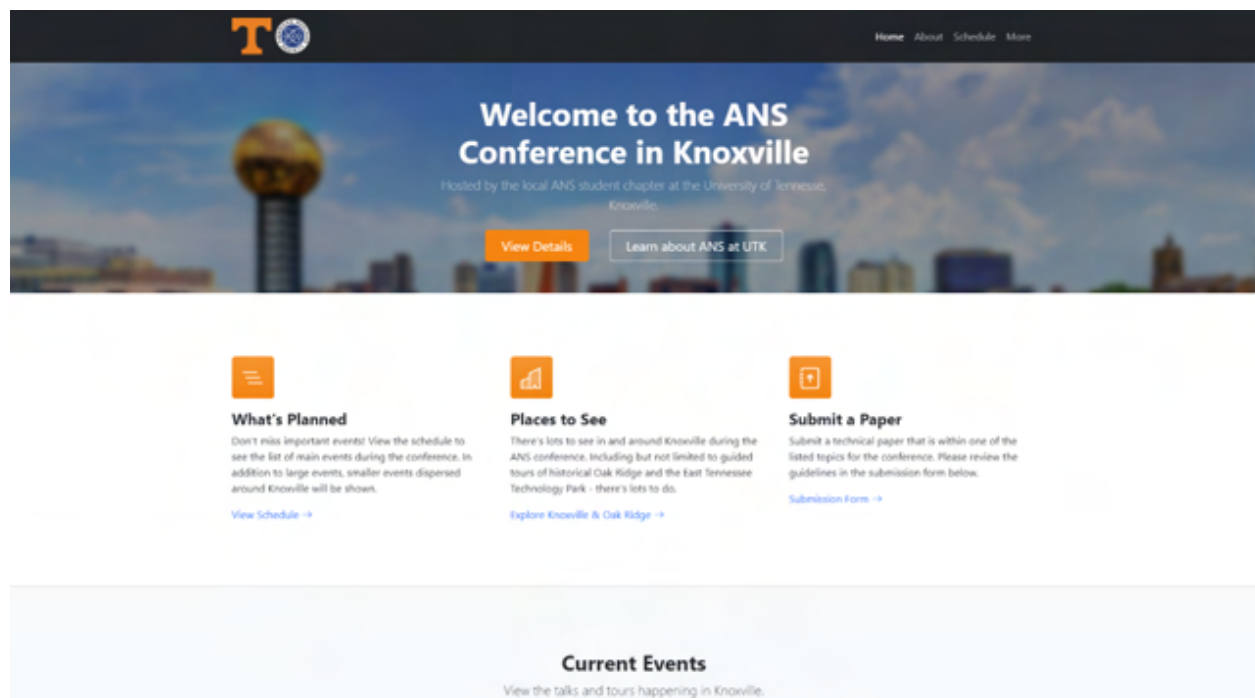 T
Home About Schedule More
Welcome to the ANS
Conference in Knoxville
Hosted by the local ANS student chapter at the University of Tennesse,
Knoxville.
View Details
Learn about ANS at UTK
What's Planned
Don't miss important events! View the schedule to
see the list of main events during the conference. In
addition to large events, smaller events dispersed
around Knoxville will be shown.
View Schedule →
Places to See
There's lots to see in and around Knoxville during the
ANS conference. Including but not limited to guided
tours of historical Oak Ridge and the East Tennessee
Technology Park - there's lots to do.
Explore Knoxville & Oak Ridge →
Submit a Paper
Submit a technical paper that is within one of the
listed topics for the conference. Please review the
guidelines in the submission form below.
Submission Form →
Current Events
View the talks and tours happening in Knoxville.